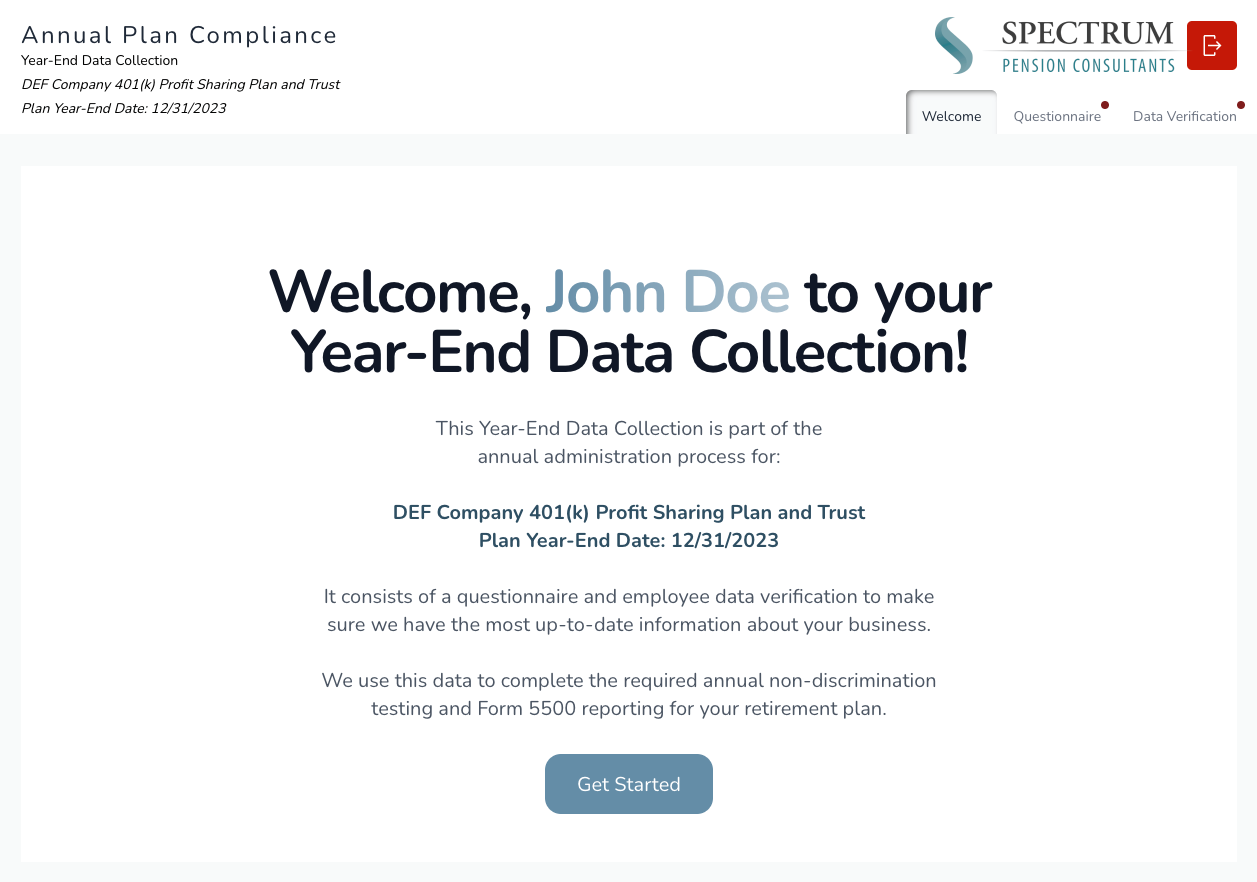 Annual Plan Compliance
Year-End Data Collection
DEF Company 401(k) Profit Sharing Plan and Trust
Plan Year-End Date: 12/31/2023
SPECTRUM
PENSION CONSULTANTS
Welcome
Questionnaire
Data Verification
Welcome, John Doe to your
Year-End Data Collection!
This Year-End Data Collection is part of the
annual administration process for:
DEF Company 401(k) Profit Sharing Plan and Trust
Plan Year-End Date: 12/31/2023
It consists of a questionnaire and employee data verification to make
sure we have the most up-to-date information about your business.
We use this data to complete the required annual non-discrimination
testing and Form 5500 reporting for your retirement plan.
Get Started